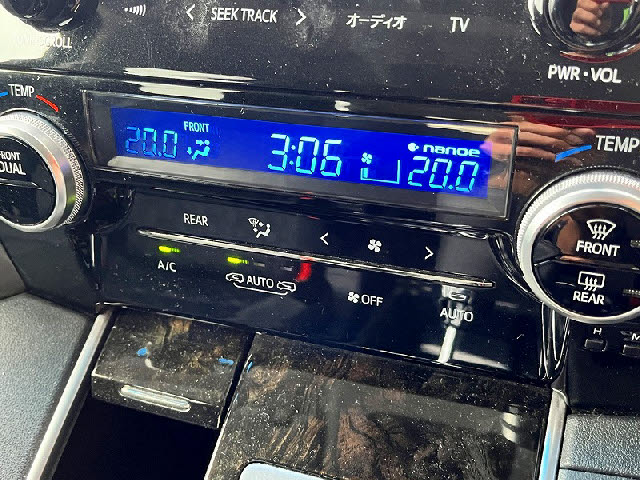 SEEK TRACK
オーディオ
TV
PWR・VOL
TEMP
FRONT
DUAL
20.0
FRONT
3:06
nanoe
20.0
TEMP
FRONT
REAR
REAR
A/C
AUTO
OFF
AUTO
H
M